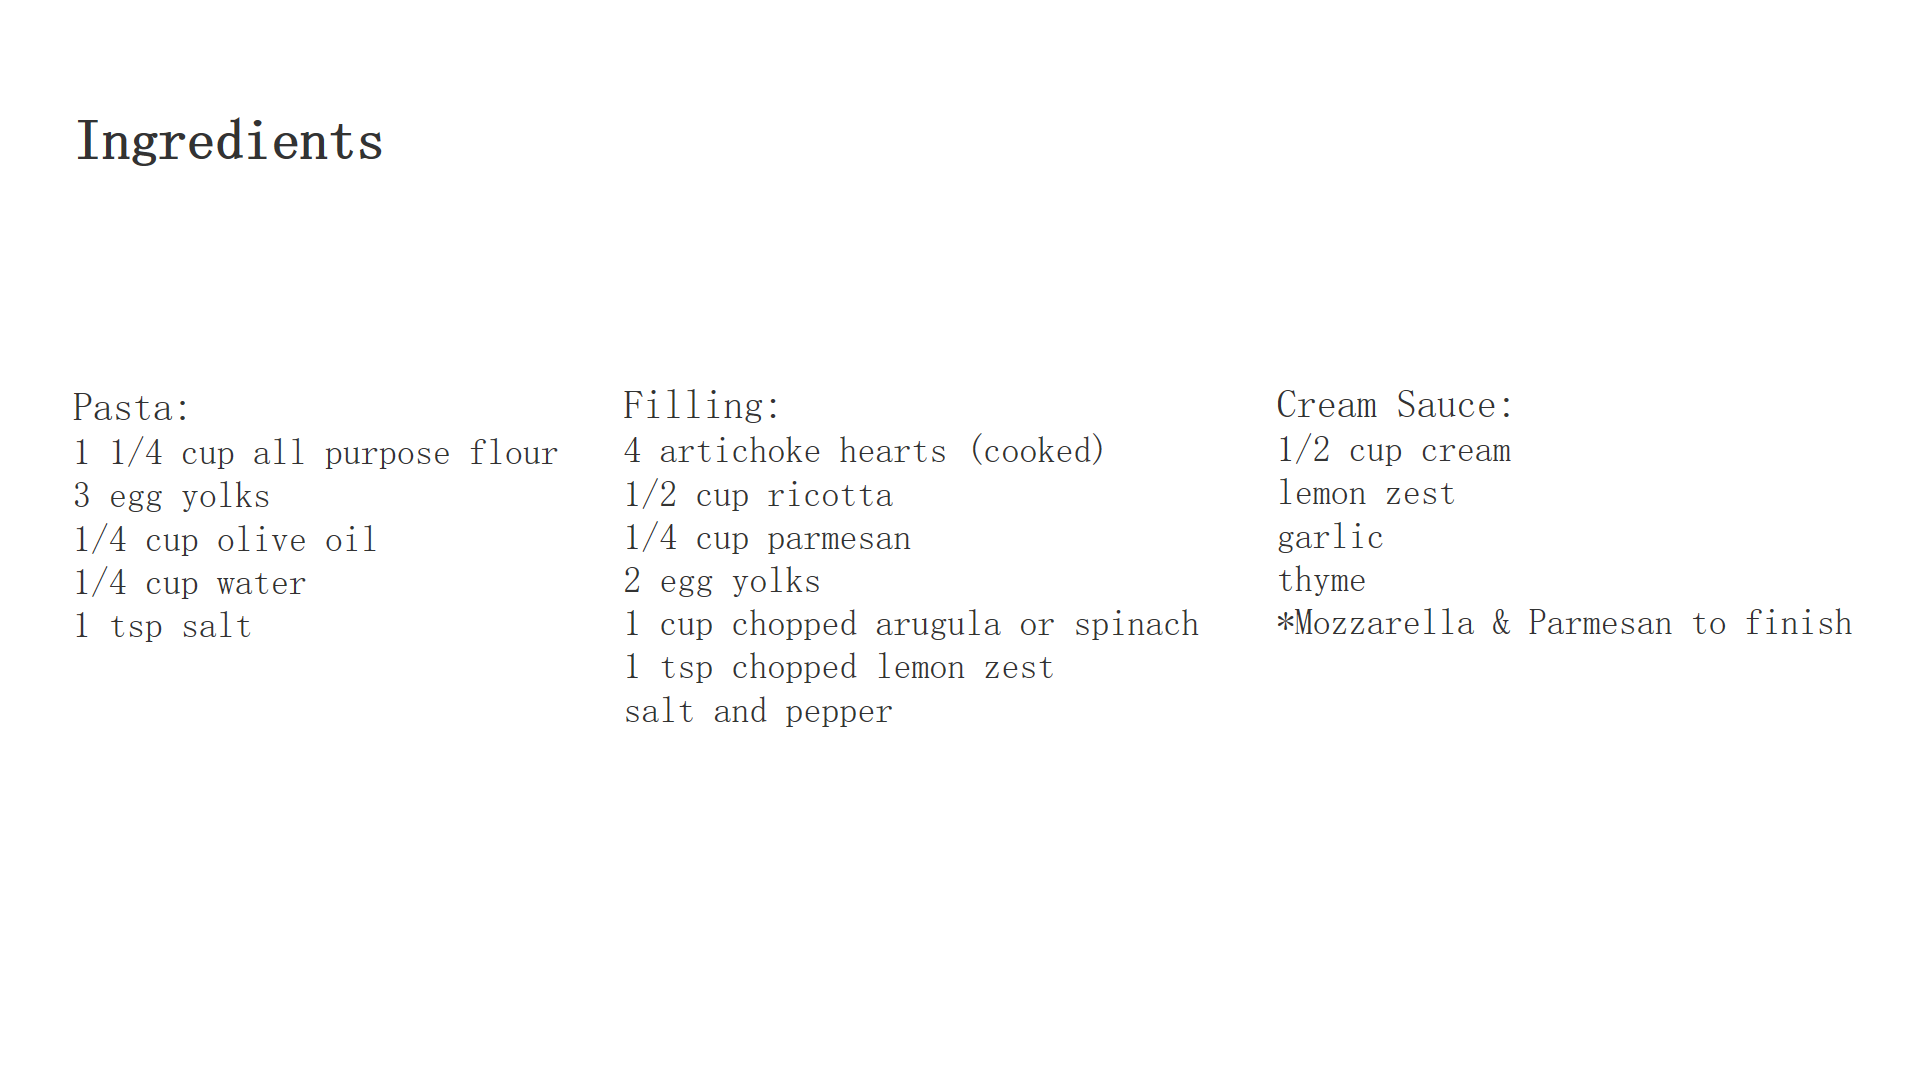 Ingredients
Pasta:
1 1/4 cup all purpose flour
3 egg yolks
1/4 cup olive oil
1/4 cup water
1 tsp salt
Filling:
4 artichoke hearts (cooked)
1/2 cup ricotta
1/4 cup parmesan
2 egg yolks
1 cup chopped arugula or spinach
1 tsp chopped lemon zest
salt and pepper
Cream Sauce:
1/2 cup cream
lemon zest
garlic
thyme
*Mozzarella & Parmesan to finish